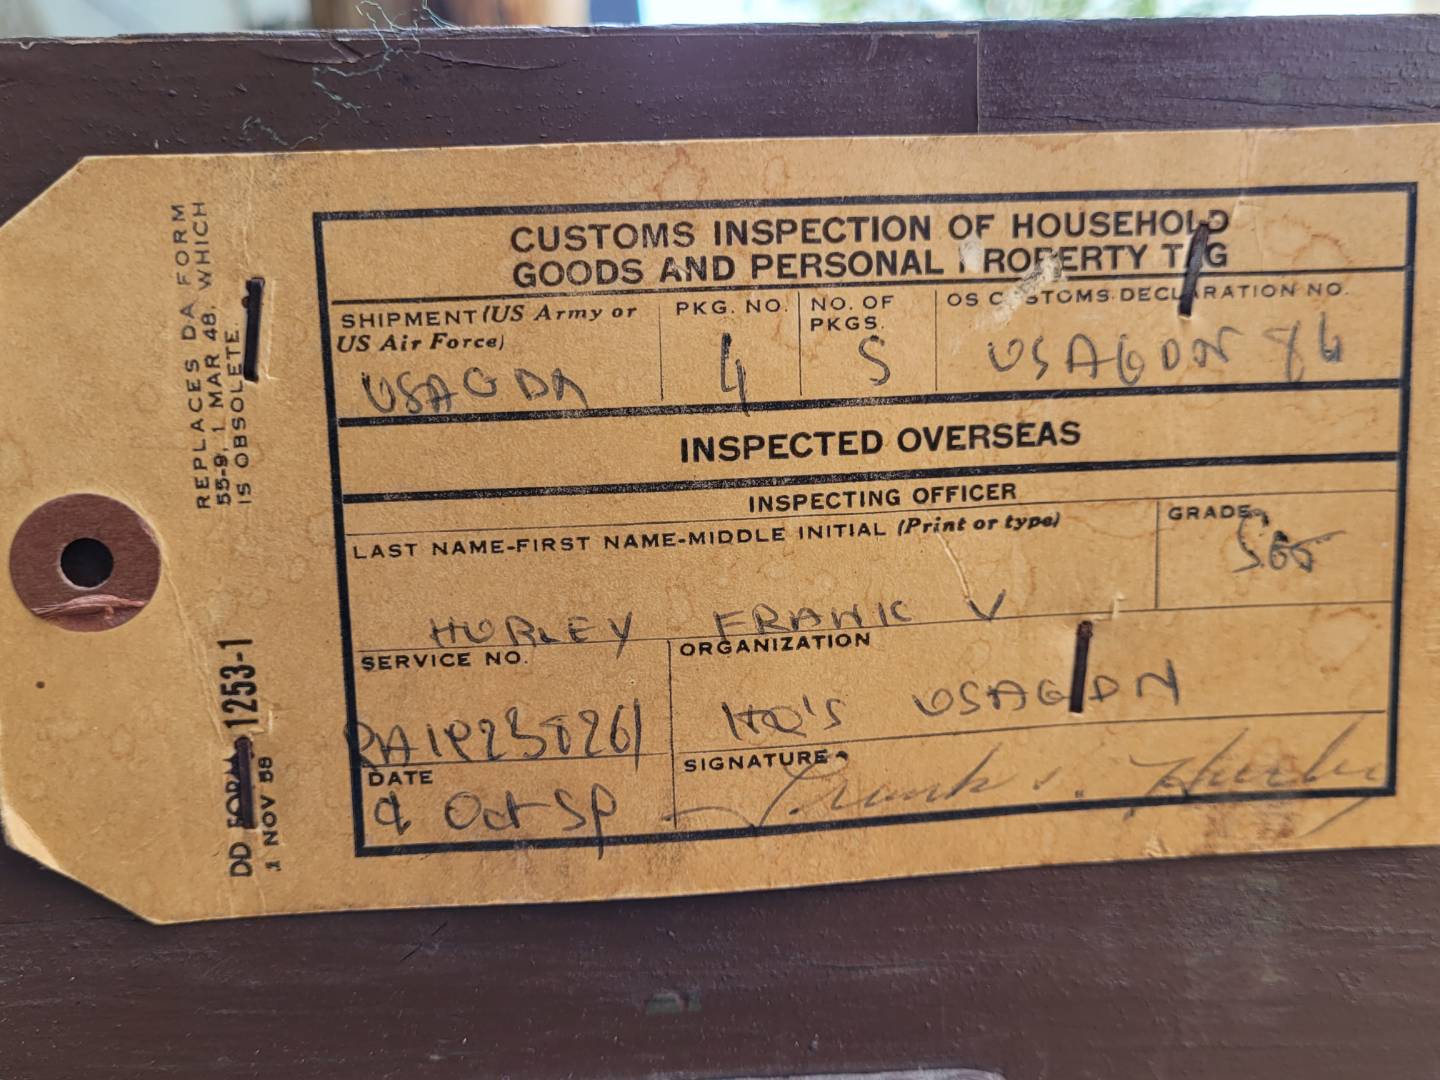 CUSTOMS INSPECTION OF HOUSEHOLD
GOODS AND PERSONAL PROPERTY TAG
SHIPMENT (US Army or
US Air Force)
PKG. NO.
NO. OF
PKGS.
OS CUSTOMS DECLARATION NO.
4
5
USAGDN
INSPECTED OVERSEAS
INSPECTING OFFICER
LAST NAME-FIRST NAME-MIDDLE INITIAL (Print or type)
GRADE
HURLEY FRANK V
SERVICE NO.
ORGANIZATION
HQ'S USAGDN
DATE
SIGNATURE
Oct
Frank V. Hurley
REPLACES DA FORM
55-9, 1 MAR 48, WHICH
IS OBSOLETE
DD FORM 1253-1
1 NOV 58